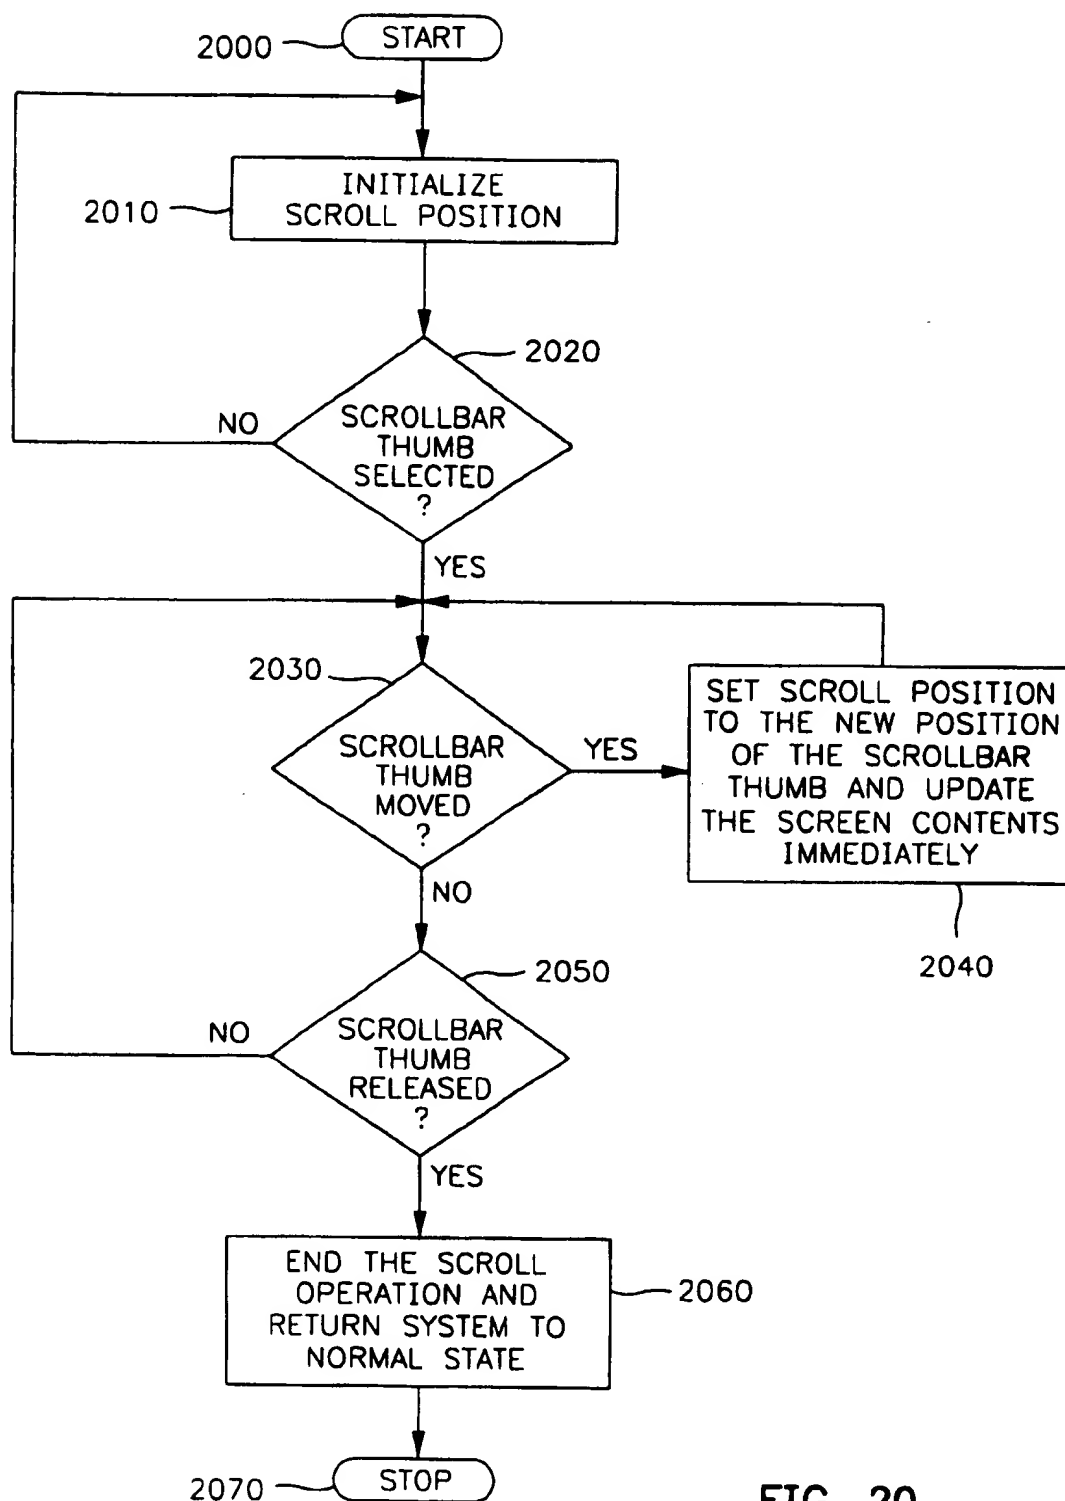 2000
START
INITIALIZE
SCROLL POSITION
2010
2020
SCROLLBAR
THUMB
SELECTED
?
NO
YES
2030
SCROLLBAR
THUMB
MOVED
?
YES
NO
SET SCROLL POSITION
TO THE NEW POSITION
OF THE SCROLLBAR
THUMB AND UPDATE
THE SCREEN CONTENTS
IMMEDIATELY
2040
2050
SCROLLBAR
THUMB
RELEASED
?
NO
YES
END THE SCROLL
OPERATION AND
RETURN SYSTEM TO
NORMAL STATE
2060
2070
STOP
FIG. 20